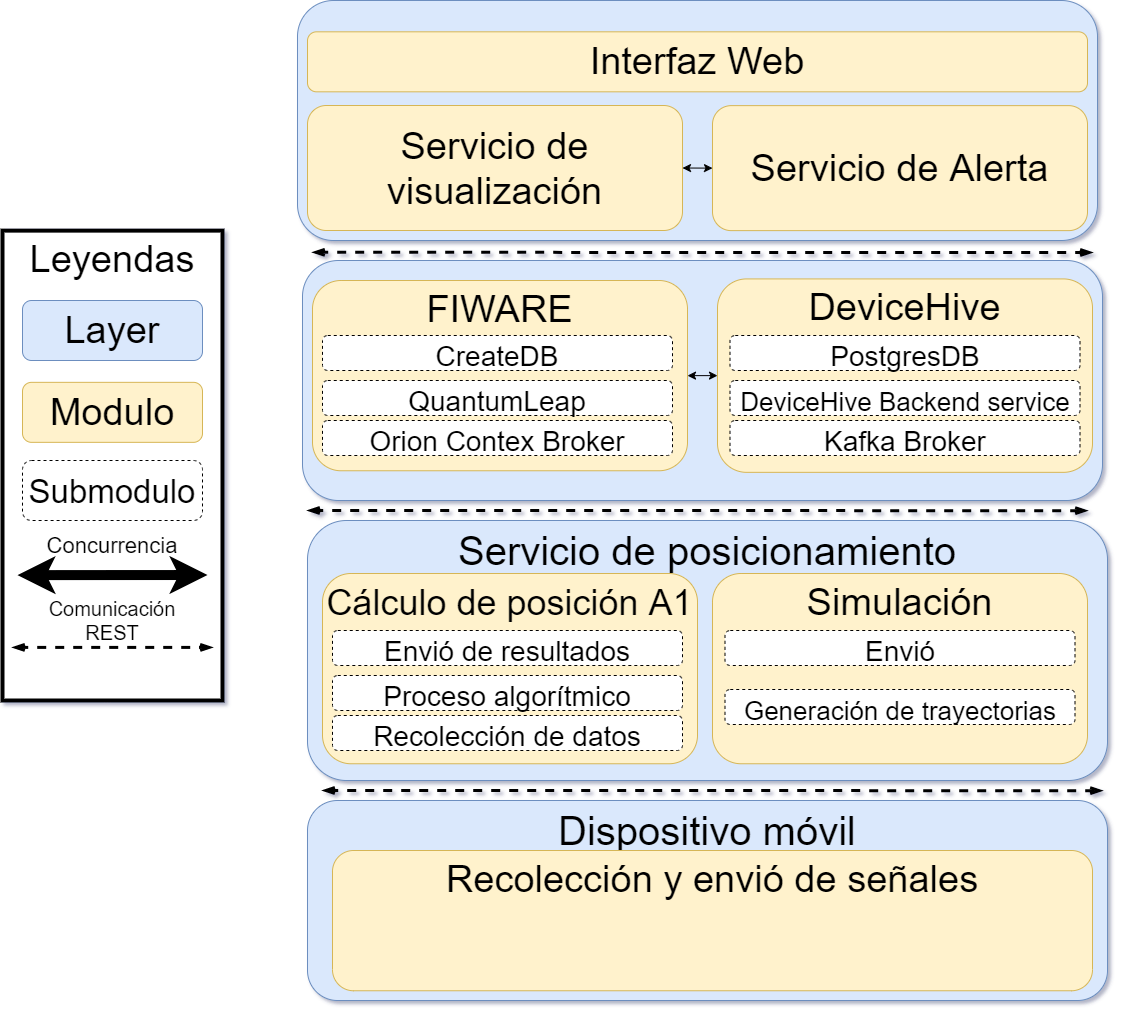 Interfaz Web
Servicio de
visualización
Servicio de Alerta
Leyendas
Layer
Modulo
Submodulo
Concurrencia
Comunicación
REST
FIWARE
CreateDB
QuantumLeap
Orion Contex Broker
DeviceHive
PostgresDB
DeviceHive Backend service
Kafka Broker
Servicio de posicionamiento
Cálculo de posición A1
Envió de resultados
Proceso algorítmico
Recolección de datos
Simulación
Envió
Generación de trayectorias
Dispositivo móvil
Recolección y envió de señales